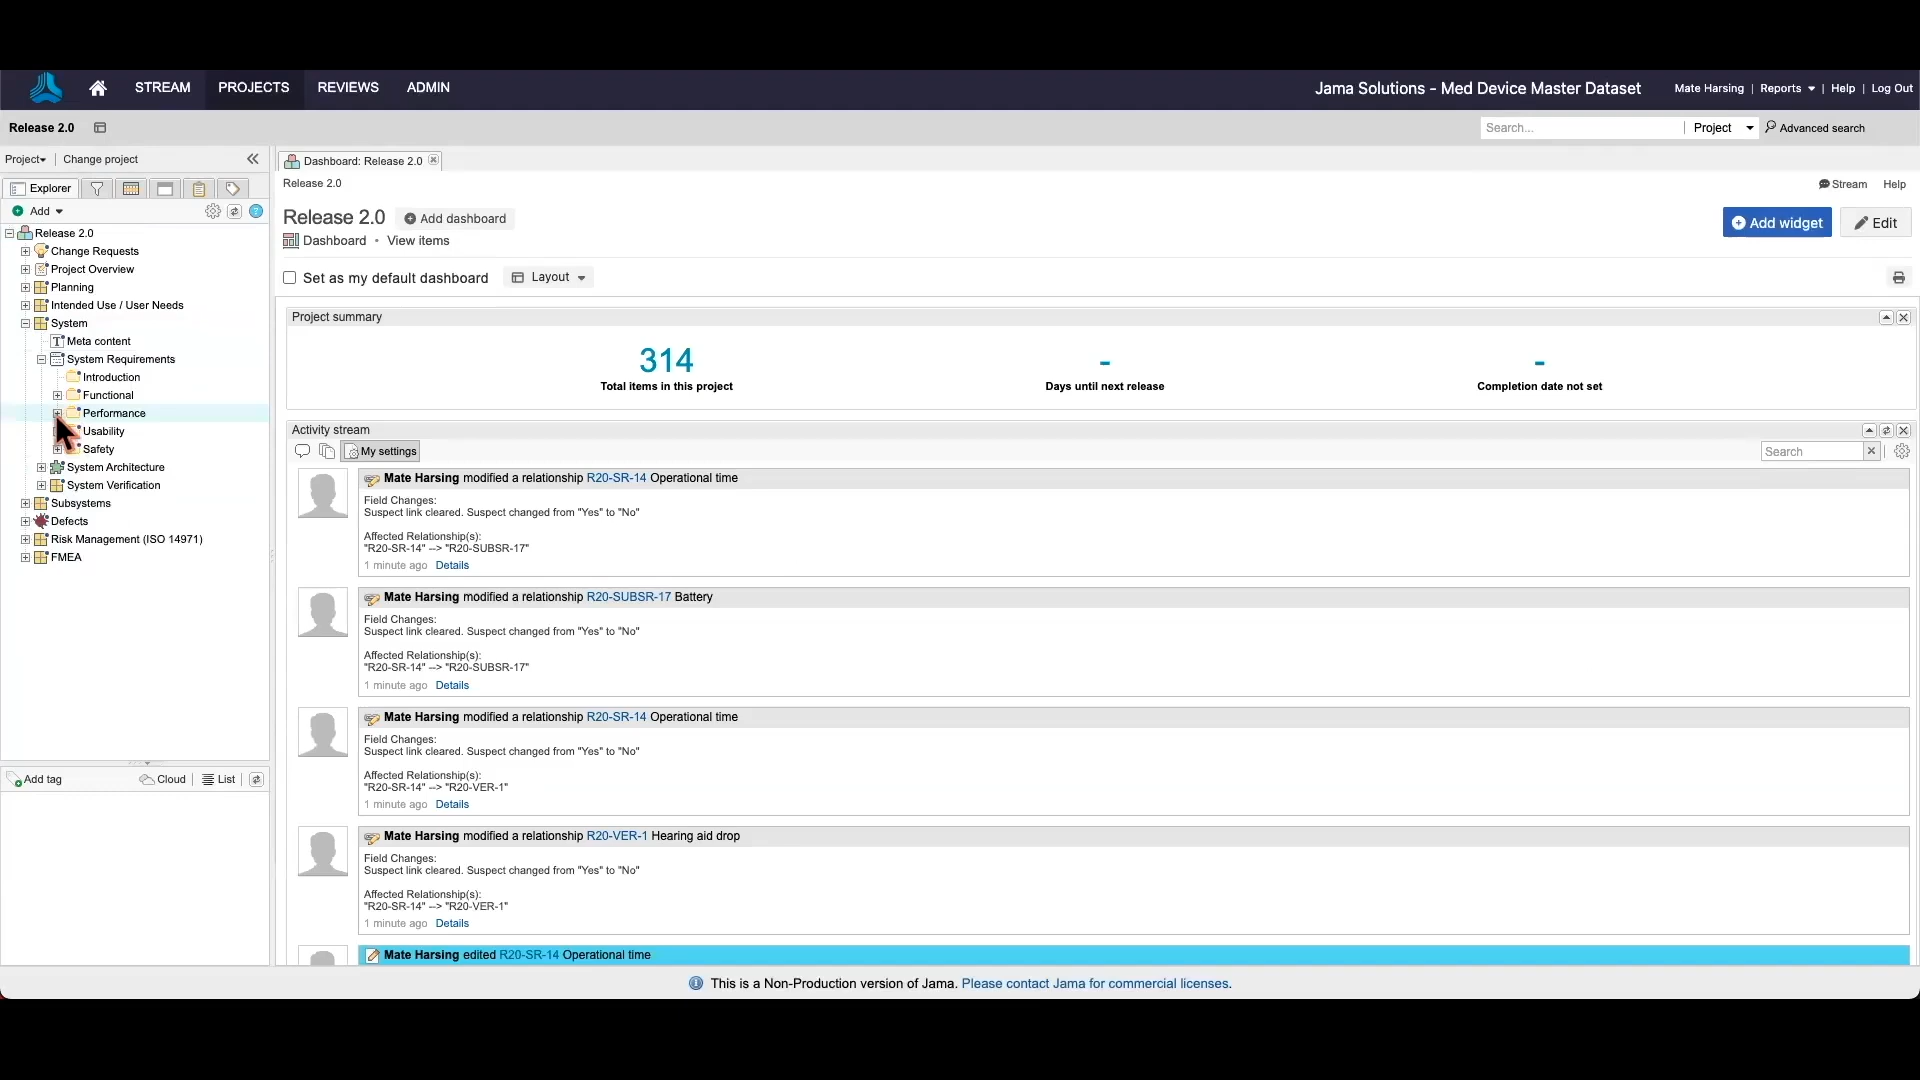 STREAM PROJECTS REVIEWS ADMIN Jama Solutions - Med Device Master Dataset Mate Harsing | Reports | Help | Log Out
Release 2.0 Search... Project Advanced search
Project Change project Dashboard: Release 2.0
Release 2.0 Stream Help
Explorer
Add
Release 2.0 Add dashboard Add widget Edit
Dashboard • View items
Set as my default dashboard Layout
Release 2.0
Change Requests
Project Overview
Planning
Intended Use / User Needs
System
Meta content
System Requirements
Introduction
Functional
Performance
Usability
Safety
System Architecture
System Verification
Subsystems
Defects
Risk Management (ISO 14971)
FMEA
Add tag Cloud List
Project summary
314 - -
Total items in this project Days until next release Completion date not set
Activity stream
My settings Search
Mate Harsing modified a relationship R20-SR-14 Operational time
Field Changes:
Suspect link cleared. Suspect changed from "Yes" to "No"
Affected Relationship(s):
"R20-SR-14" --> "R20-SUBSR-17"
1 minute ago Details
Mate Harsing modified a relationship R20-SUBSR-17 Battery
Field Changes:
Suspect link cleared. Suspect changed from "Yes" to "No"
Affected Relationship(s):
"R20-SR-14" --> "R20-SUBSR-17"
1 minute ago Details
Mate Harsing modified a relationship R20-SR-14 Operational time
Field Changes:
Suspect link cleared. Suspect changed from "Yes" to "No"
Affected Relationship(s):
"R20-SR-14" --> "R20-VER-1"
1 minute ago Details
Mate Harsing modified a relationship R20-VER-1 Hearing aid drop
Field Changes:
Suspect link cleared. Suspect changed from "Yes" to "No"
Affected Relationship(s):
"R20-SR-14" --> "R20-VER-1"
1 minute ago Details
Mate Harsing edited R20-SR-14 Operational time
This is a Non-Production version of Jama. Please contact Jama for commercial licenses.